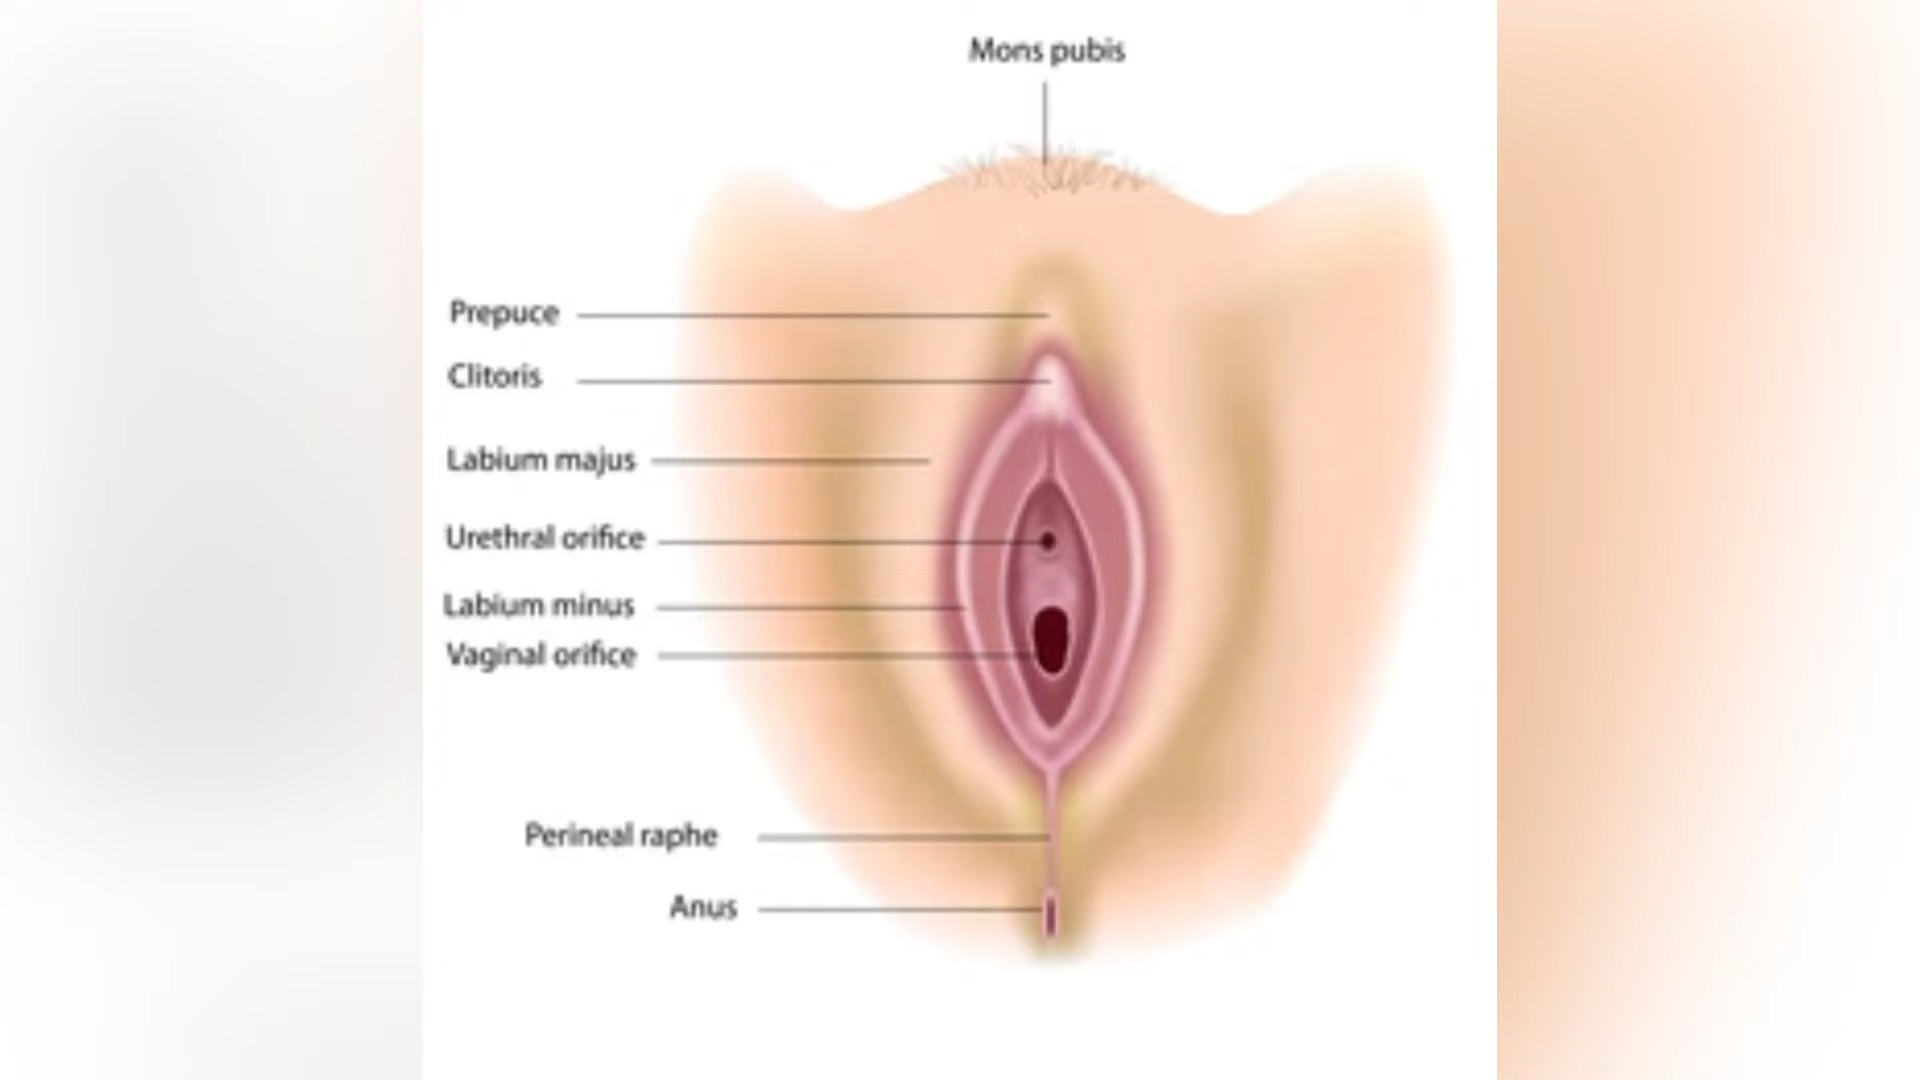 Mons pubis
Prepuce
Clitoris
Labium majus
Urethral orifice
Labium minus
Vaginal orifice
Perineal raphe
Anus